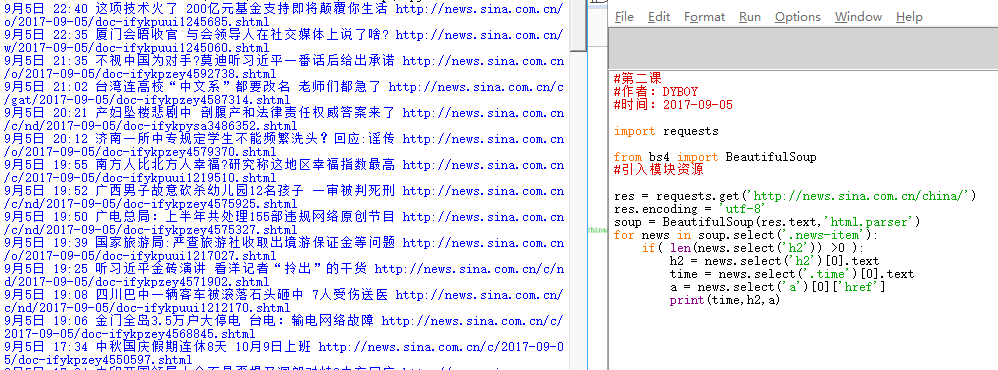 9月5日 22:40 这项技术火了 200亿元基金支持即将颠覆你生活 http://news.sina.com.cn/
o/2017-09-05/doc-ifykpuui1245685.shtml
9月5日 22:35 厦门会晤收官 与会领导人在社交媒体上说了啥? http://news.sina.com.cn/
w/2017-09-05/doc-ifykpuui1245060.shtml
9月5日 21:35 不视中国为对手?莫迪听习近平一番话后给出承诺 http://news.sina.com.cn
/o/2017-09-05/doc-ifykpzey4592738.shtml
9月5日 21:02 台湾连高校“中文系”都要改名 老师们都急了 http://news.sina.com.cn/c
/gat/2017-09-05/doc-ifykpzey4587314.shtml
9月5日 20:21 产妇坠楼悲剧中 剖腹产和法律责任权威答案来了 http://news.sina.com.cn
/c/nd/2017-09-05/doc-ifykpysa3486352.shtml
9月5日 20:12 济南一所中专规定学生不能频繁洗头? 回应:谣传 http://news.sina.com.cn
/o/2017-09-05/doc-ifykpzey4579370.shtml
9月5日 19:55 南方人比北方人幸福?研究称这地区幸福指数最高 http://news.sina.com.cn
/c/nd/2017-09-05/doc-ifykpuui1219510.shtml
9月5日 19:52 广西男子故意砍杀幼儿园12名孩子 一审被判死刑 http://news.sina.com.cn
/c/nd/2017-09-05/doc-ifykpzey4575925.shtml
9月5日 19:50 广电总局:上半年共处理155部违规网络原创节目 http://news.sina.com.cn
/c/nd/2017-09-05/doc-ifykpzey4575327.shtml
9月5日 19:39 国家旅游局:严查旅游社收取出境游保证金等问题 http://news.sina.com.cn
/o/2017-09-05/doc-ifykpuui1217027.shtml
9月5日 19:25 听习近平金砖演讲 看洋记者“拎出”的干货 http://news.sina.com.cn/c/n
d/2017-09-05/doc-ifykpzey4571902.shtml
9月5日 19:08 四川巴中一辆客车被滚落石头砸中 7人受伤送医 http://news.sina.com.cn
/c/nd/2017-09-05/doc-ifykpuui1212170.shtml
9月5日 19:06 金门全岛3.5万户大停电 台电: 输电网络故障 http://news.sina.com.cn/c/
2017-09-05/doc-ifykpzey4568845.shtml
9月5日 17:34 中秋国庆假期连休8天 10月9日上班 http://news.sina.com.cn/c/2017-09-0
5/doc-ifykpzey4550597.shtml
File Edit Format Run Options Window Help
#第二课
#作者: DYBOY
#时间: 2017-09-05
import requests
from bs4 import BeautifulSoup
#引入模块资源
res = requests.get('http://news.sina.com.cn/china/')
res.encoding = 'utf-8'
soup = BeautifulSoup(res.text,'html.parser')
for news in soup.select('.news-item'):
if( len(news.select('h2')) >0 ):
h2 = news.select('h2')[0].text
time = news.select('.time')[0].text
a = news.select('a')[0]['href']
print(time,h2,a)